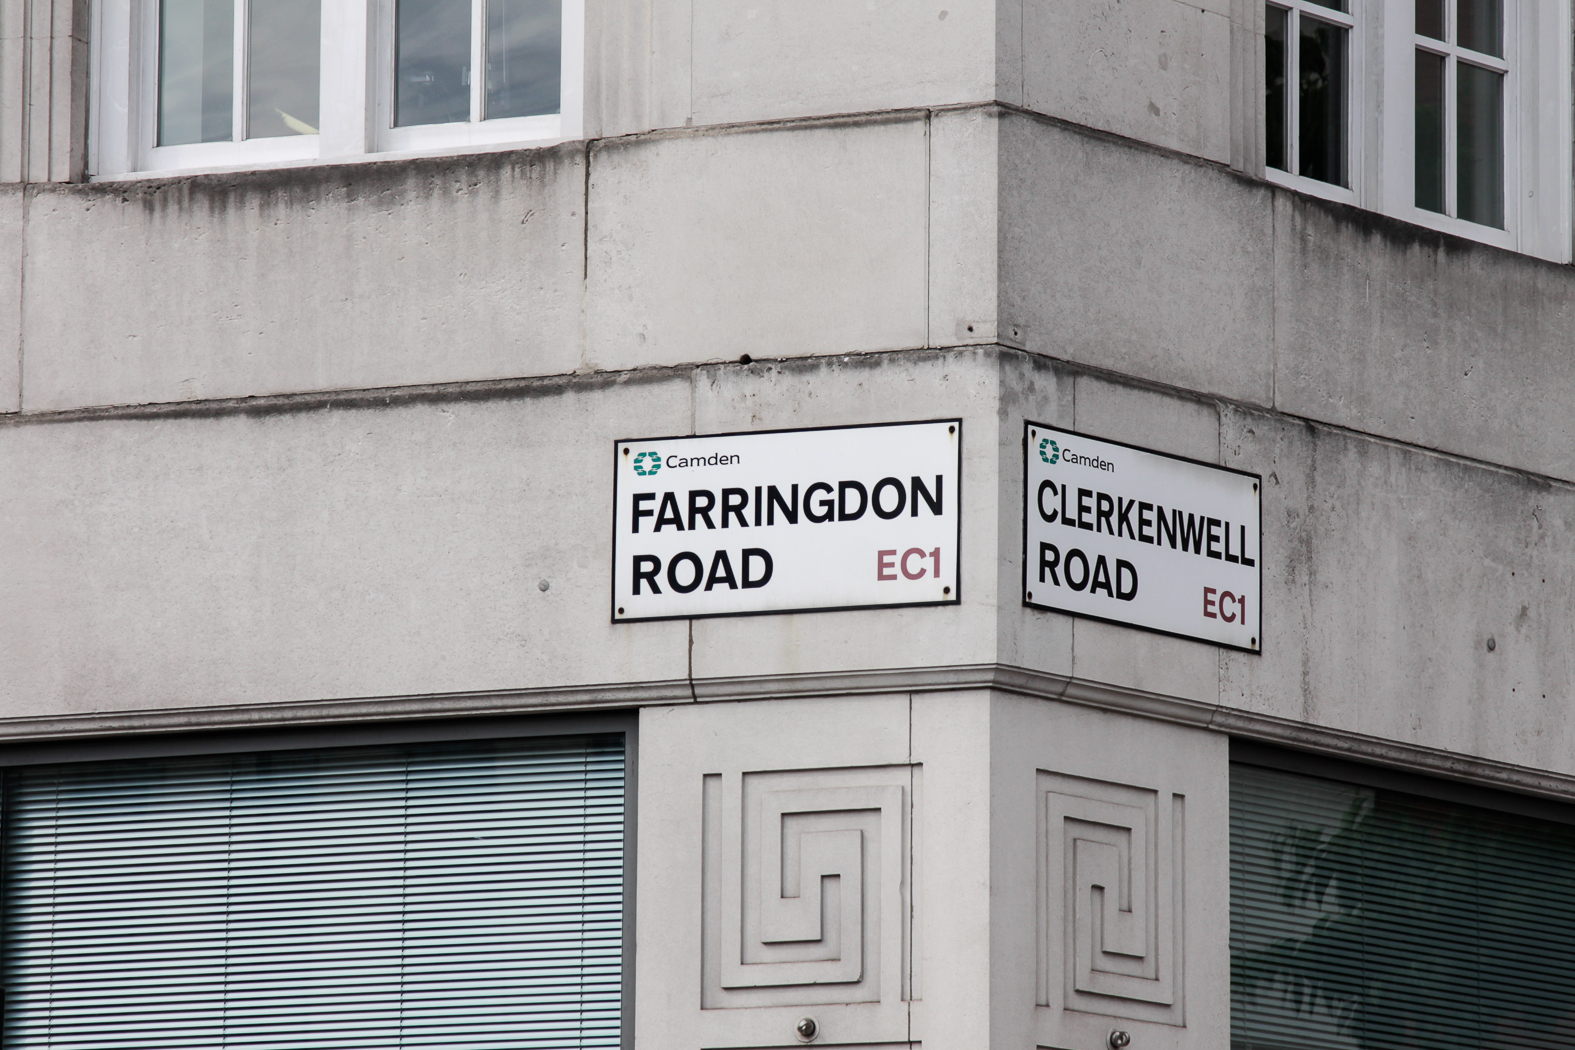 Camden
FARRINGDON
ROAD EC1
Camden
CLERKENWELL
ROAD EC1